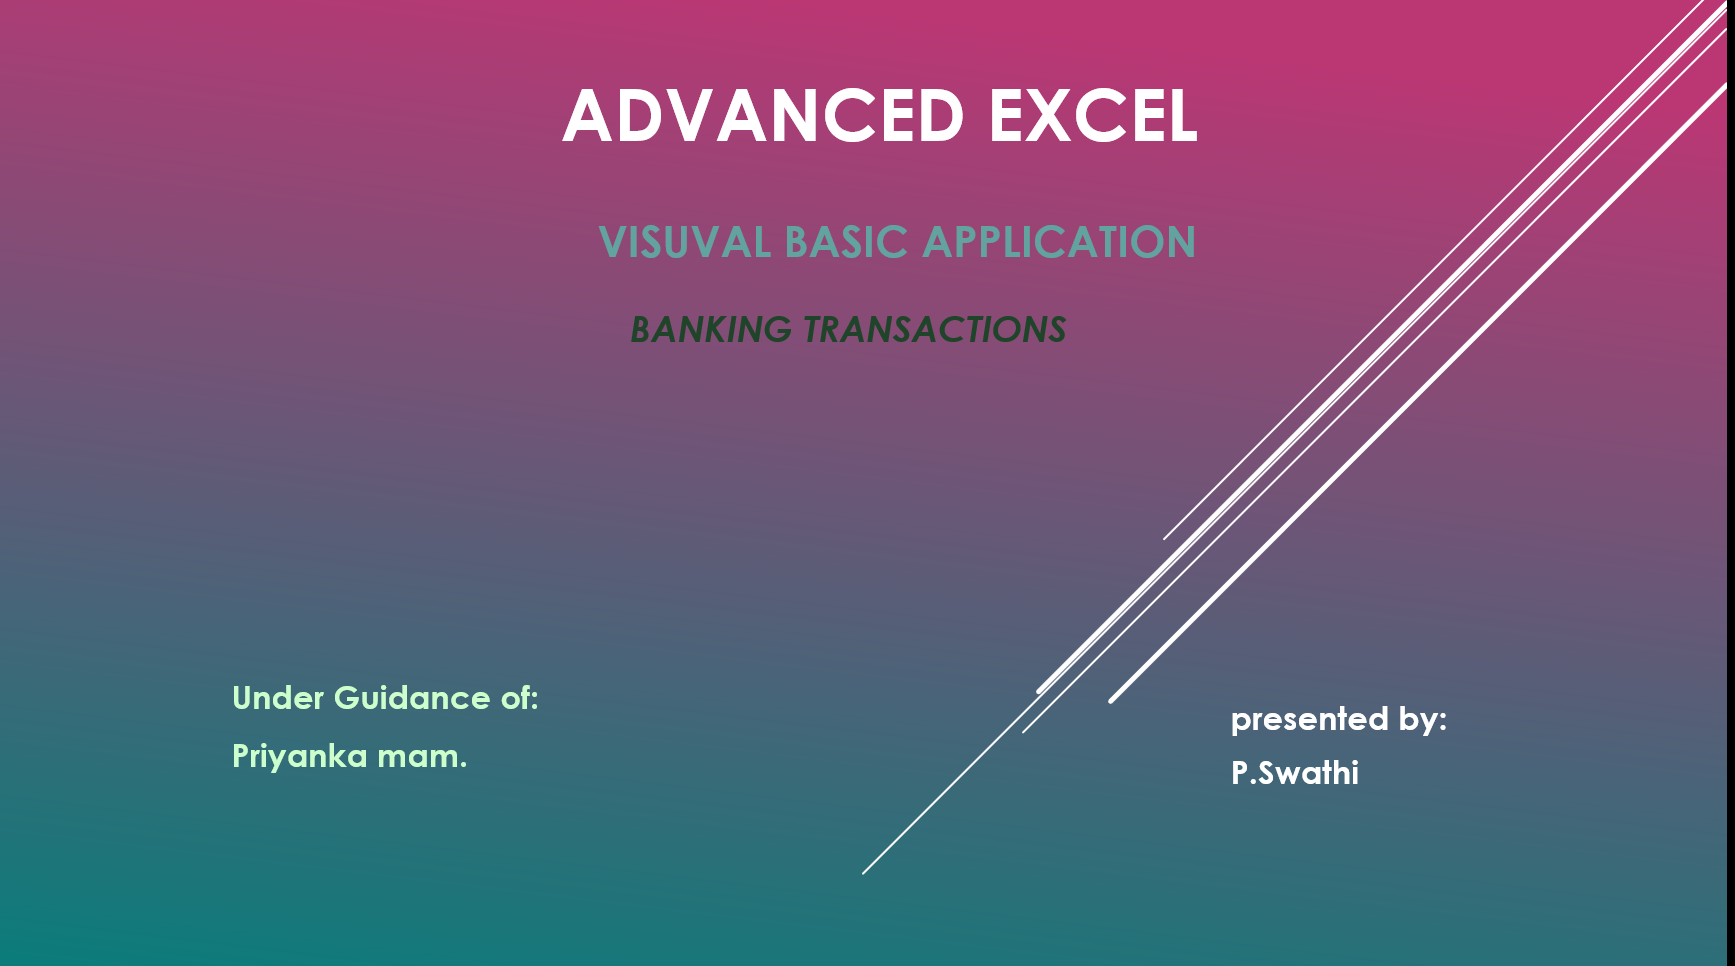 ADVANCED EXCEL
VISUVAL BASIC APPLICATION
BANKING TRANSACTIONS
Under Guidance of:
Priyanka mam.
presented by:
P.Swathi